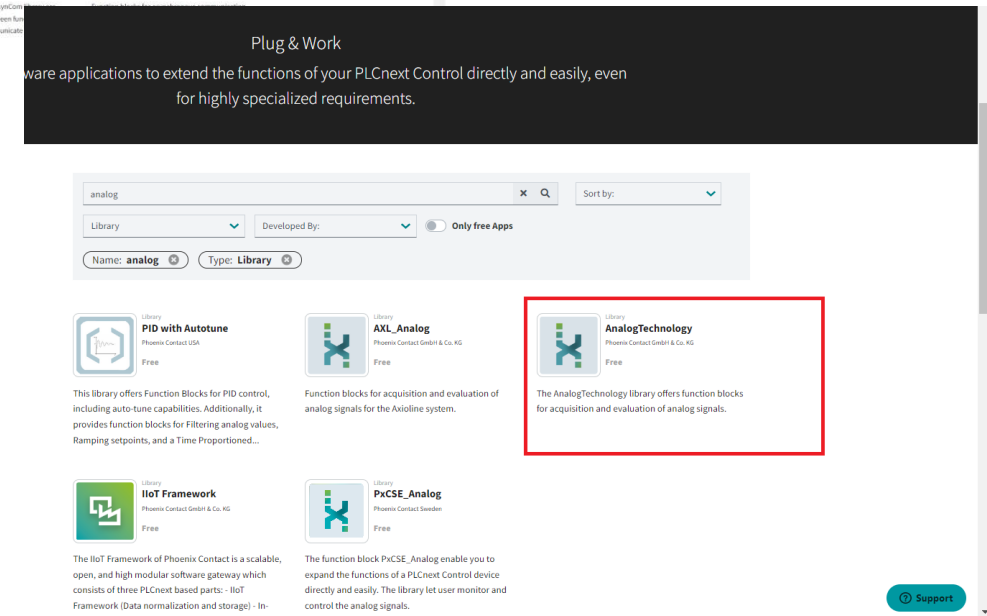 Plug & Work
ware applications to extend the functions of your PLCnext Control directly and easily, even
for highly specialized requirements.
analog
Sort by:
Library
Developed By:
Only free Apps
Name: analog
Type: Library
Library
PID with Autotune
Phoenix Contact USA
Free
This library offers Function Blocks for PID control,
including auto-tune capabilities. Additionally, it
provides function blocks for Filtering analog values,
Ramping setpoints, and a Time Proportioned...
Library
AXL_Analog
Phoenix Contact GmbH & Co. KG
Free
Function blocks for acquisition and evaluation of
analog signals for the Axioline system.
Library
AnalogTechnology
Phoenix Contact GmbH & Co. KG
Free
The AnalogTechnology library offers function blocks
for acquisition and evaluation of analog signals.
Library
IIoT Framework
Phoenix Contact GmbH & Co. KG
Free
The IIoT Framework of Phoenix Contact is a scalable,
open, and high modular software gateway which
consists of three PLCnext based parts: - IIoT
Framework (Data normalization and storage) - In-
Library
PxCSE_Analog
Phoenix Contact Sweden
Free
The function block PxCSE_Analog enable you to
expand the functions of a PLCnext Control device
directly and easily. The library let user monitor and
control the analog signals.
Support